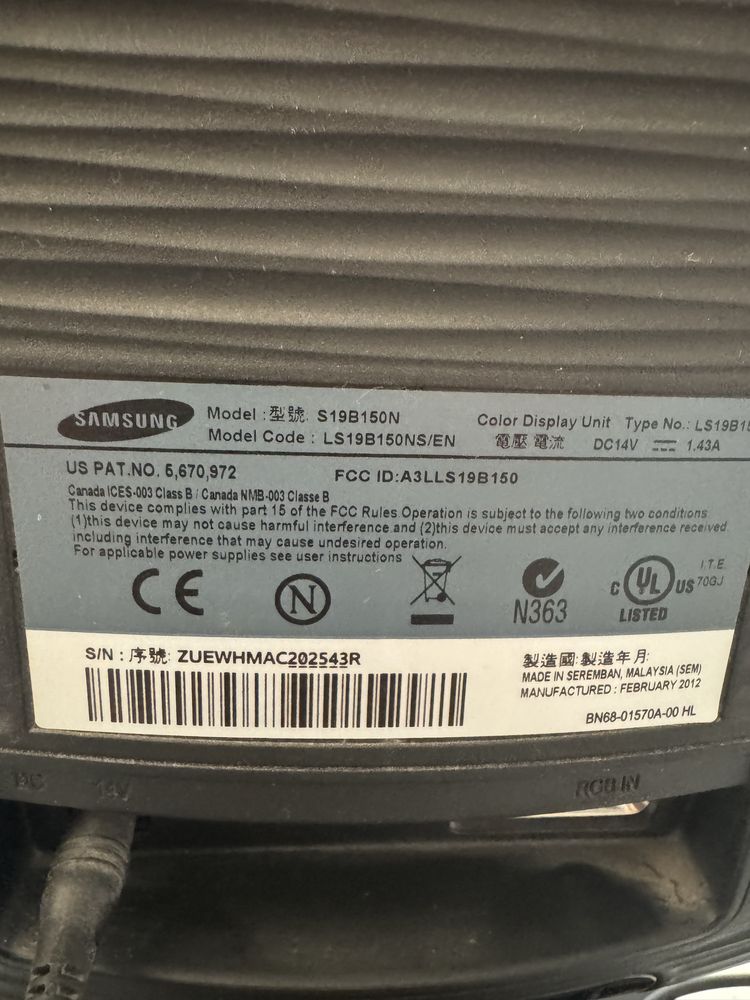 SAMSUNG
Model : 型號: S19B150N
Model Code : LS19B150NS/EN
Color Display Unit Type No.: LS19B15
電壓 電流 DC14V 1.43A
US PAT.NO. 5,670,972
FCC ID:A3LLS19B150
Canada ICES-003 Class B / Canada NMB-003 Classe B
This device complies with part 15 of the FCC Rules Operation is subject to the following two conditions
(1)this device may not cause harmful interference and (2)this device must accept any interference received
including interference that may cause undesired operation.
For applicable power supplies see user instructions
CE
N
N363
C UL US
LISTED
I.T.E.
70GJ
S/N : 序號: ZUEWHMAC202543R
製造國:製造年月:
MADE IN SEREMBAN, MALAYSIA (SEM)
MANUFACTURED : FEBRUARY 2012
BN68-01570A-00 HL
DC 14V
RGB IN